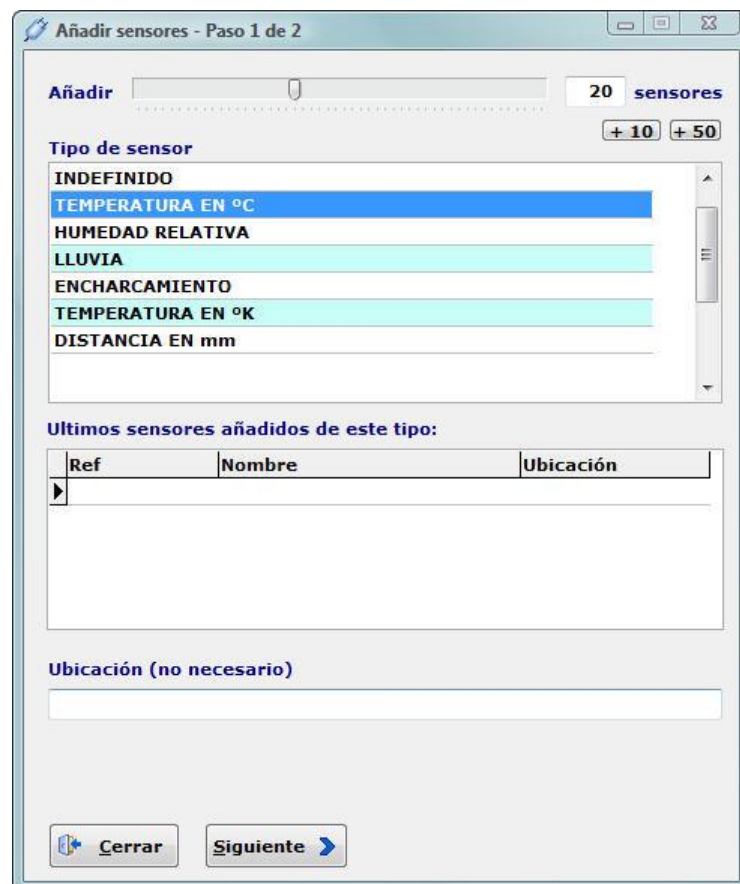 Añadir sensores - Paso 1 de 2
Añadir 20 sensores
+ 10 + 50
Tipo de sensor
INDEFINIDO
TEMPERATURA EN ºC
HUMEDAD RELATIVA
LLUVIA
ENCHARCAMIENTO
TEMPERATURA EN ºK
DISTANCIA EN mm
Ultimos sensores añadidos de este tipo:
Ref Nombre Ubicación
Ubicación (no necesario)
Cerrar Siguiente